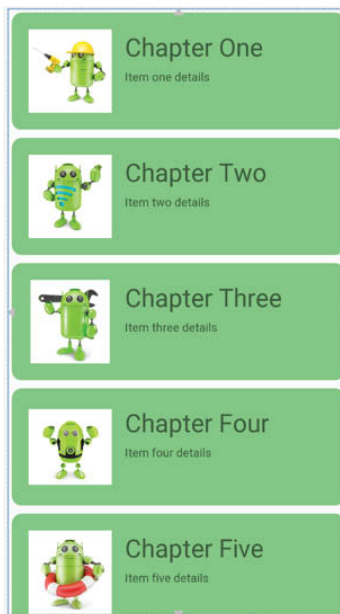 Chapter One
Item one details
Chapter Two
Item two details
Chapter Three
Item three details
Chapter Four
Item four details
Chapter Five
Item five details